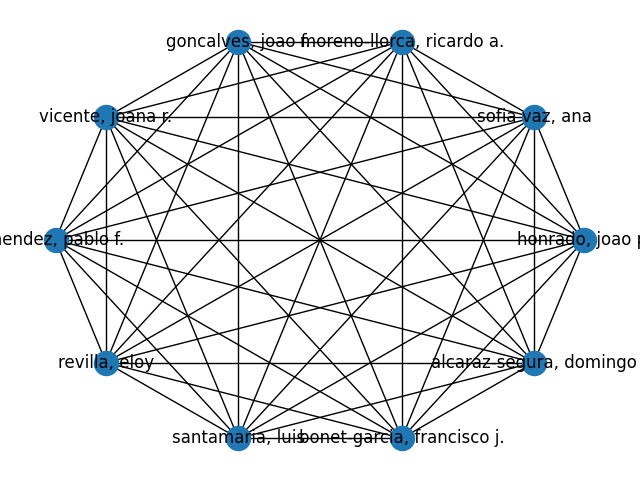 goncalves, joao f.
moreno-llorca, ricardo a.
vicente, joana r.
sofia vaz, ana
mendez, pablo f.
honrado, joao p.
revilla, eloy
alcaraz-segura, domingo
santamaria, luis
bonet-garcia, francisco j.